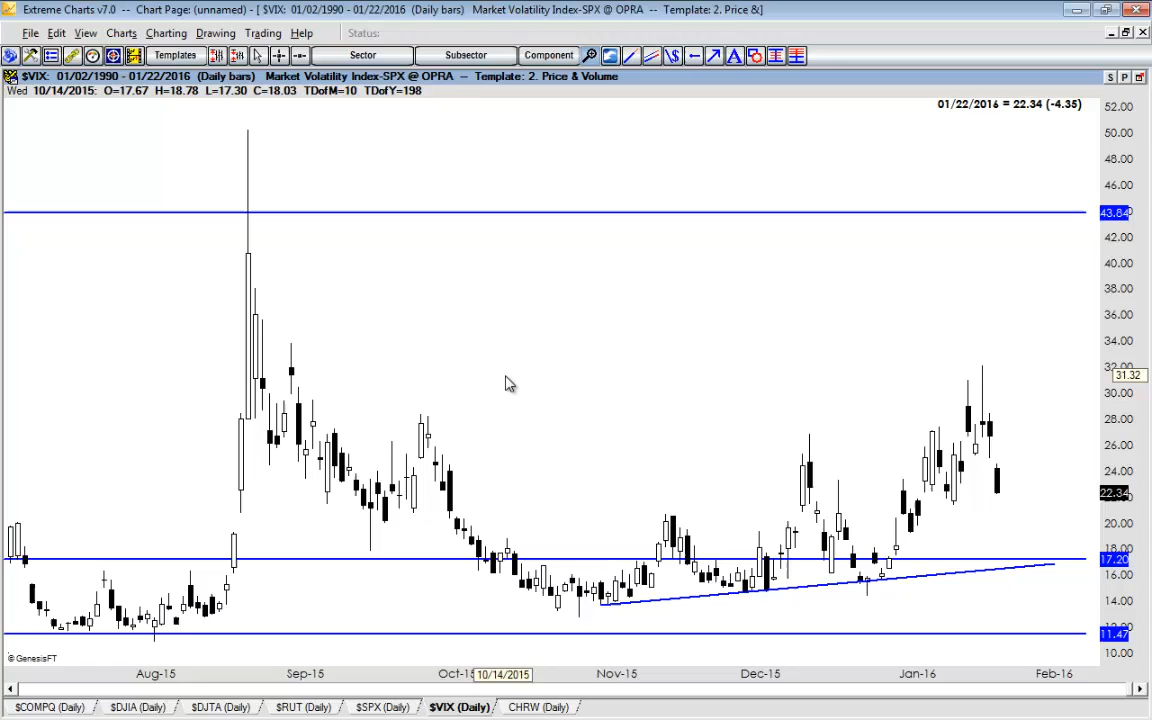 Extreme Charts v7.0 -- Chart Page: (unnamed) - [ $VIX: 01/02/1990 - 01/22/2016 (Daily bars) Market Volatility Index-SPX @ OPRA -- Template: 2. Price &]
File Edit View Charts Charting Drawing Trading Help Status:
Templates Sector Subsector Component
$VIX: 01/02/1990 - 01/22/2016 (Daily bars) Market Volatility Index-SPX @ OPRA -- Template: 2. Price & Volume S P
Wed 10/14/2015: O=17.67 H=18.78 L=17.30 C=18.03 TDofM=10 TDofY=198
01/22/2016 = 22.34 (-4.35)
52.00
50.00
48.00
46.00
43.84
42.00
40.00
38.00
36.00
34.00
32.00
31.32
30.00
28.00
26.00
24.00
22.34
20.00
18.00
17.20
16.00
14.00
12.00
11.47
10.00
© GenesisFT
Aug-15 Sep-15 Oct-15 10/14/2015 Nov-15 Dec-15 Jan-16 Feb-16
$COMPQ (Daily) $DJIA (Daily) $DJTA (Daily) $RUT (Daily) $SPX (Daily) $VIX (Daily) CHRW (Daily)